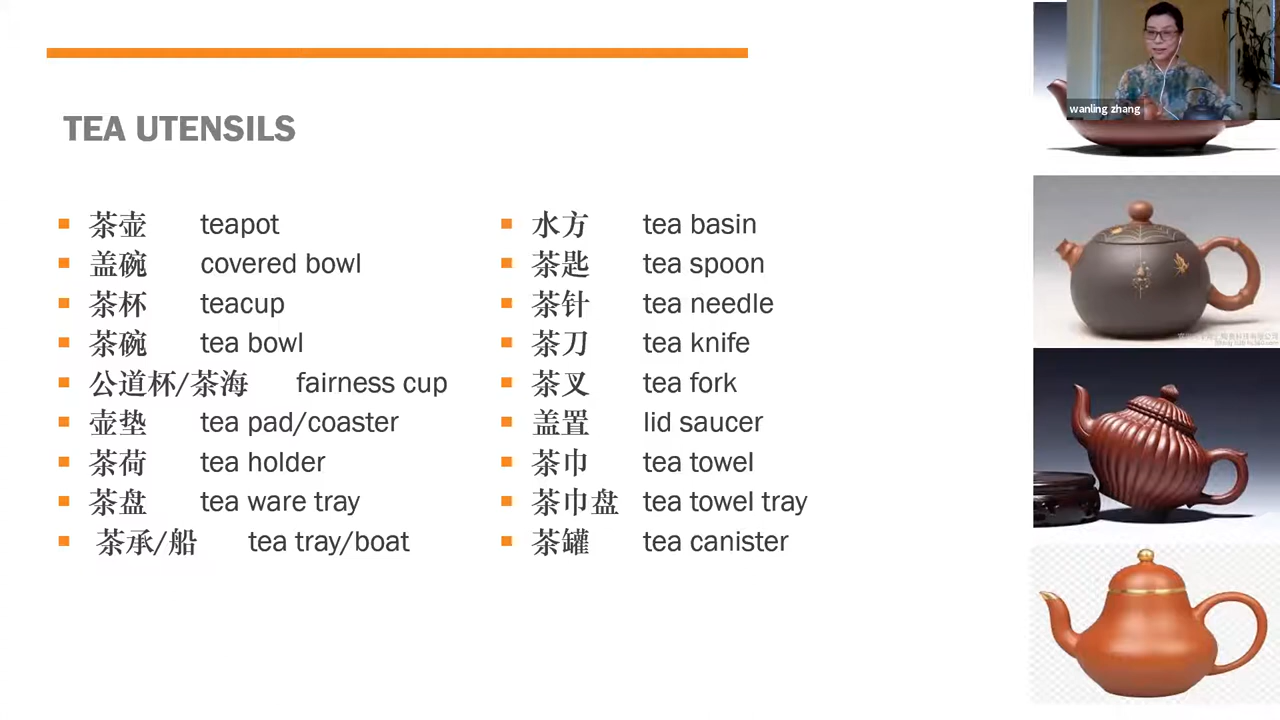 wanling zhang
TEA UTENSILS
茶壶 teapot
盖碗 covered bowl
茶杯 teacup
茶碗 tea bowl
公道杯/茶海 fairness cup
壶垫 tea pad/coaster
茶荷 tea holder
茶盘 tea ware tray
茶承/船 tea tray/boat
水方 tea basin
茶匙 tea spoon
茶针 tea needle
茶刀 tea knife
茶叉 tea fork
盖置 lid saucer
茶巾 tea towel
茶巾盘 tea towel tray
茶罐 tea canister